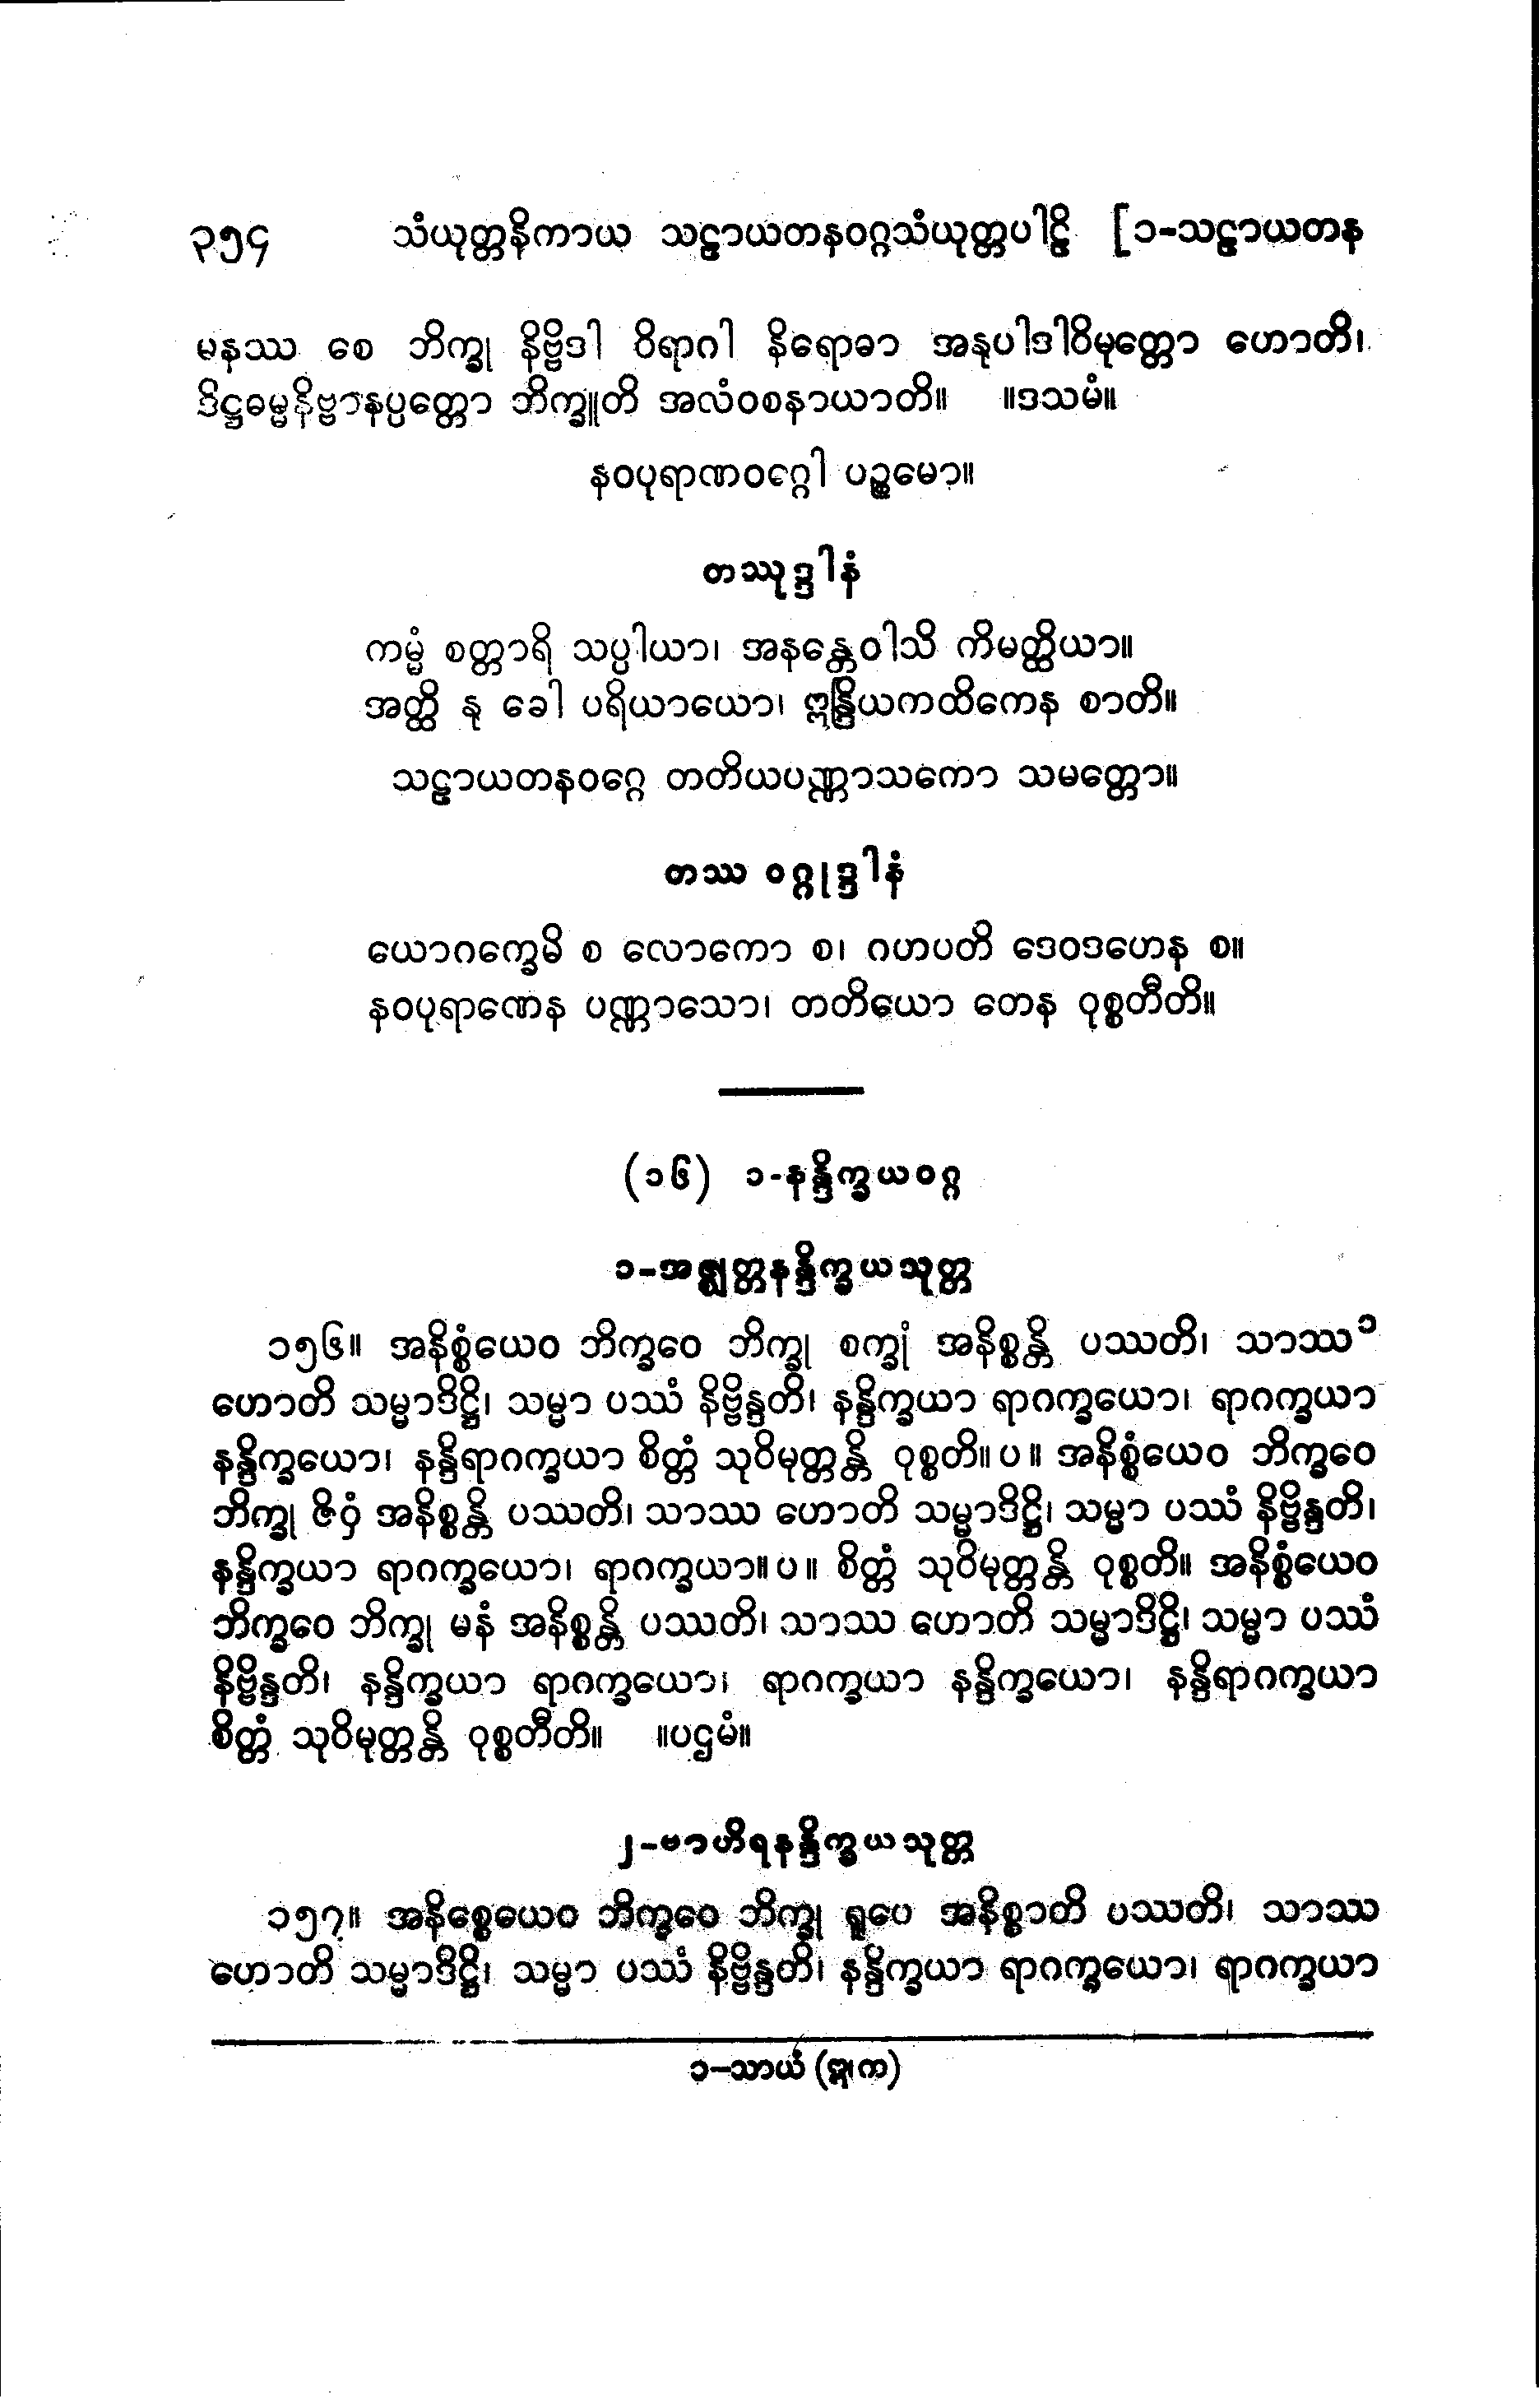 ၃၅၄ သံယုတ္တနိကာယ သဠာယတနဝဂ္ဂသံယုတ္တပါဠိ [၁-သဠာယတန
မနဿ စေ ဘိက္ခု နိဗ္ဗိဒါ ဝိရာဂါ နိရောဓာ အနုပါဒါဝိမုတ္တော ဟောတိ၊
ဒိဋ္ဌဓမ္မနိဗ္ဗာနပ္ပတ္တော ဘိက္ခူတိ အလံဝစနာယာတိ။ ။ဒသမံ။
နဝပုရာဏဝဂ္ဂေါ ပဉ္စမော။
တဿုဒ္ဒါနံ
ကမ္မံ စတ္တာရိ သပ္ပါယာ၊ အနန္တေဝါသိ ကိမတ္ထိယာ။
အတ္ထိ နု ခေါ ပရိယာယော၊ ဣန္ဒြိယကထိကေန စာတိ။
သဠာယတနဝဂ္ဂေ တတိယပဏ္ဏာသကော သမတ္တော။
တဿ ဝဂ္ဂုဒ္ဒါနံ
ယောဂက္ခေမိ စ လောကော စ၊ ဂဟပတိ ဒေဝဒဟေန စ။
နဝပုရာဏေန ပဏ္ဏာသော၊ တတိယော တေန ဝုစ္စတီတိ။
(၁၆) ၁-နန္ဒိက္ခယဝဂ္ဂ
၁-အဇ္ဈတ္တနန္ဒိက္ခယသုတ္တ
၁၅၆။ အနိစ္စံယေဝ ဘိက္ခဝေ ဘိက္ခု စက္ခုံ အနိစ္စန္တိ ပဿတိ၊ သာဿ၁
ဟောတိ သမ္မာဒိဋ္ဌိ၊ သမ္မာ ပဿံ နိဗ္ဗိန္ဒတိ၊ နန္ဒိက္ခယာ ရာဂက္ခယော၊ ရာဂက္ခယာ
နန္ဒိက္ခယော၊ နန္ဒိရာဂက္ခယာ စိတ္တံ သုဝိမုတ္တန္တိ ဝုစ္စတိ။ပ။ အနိစ္စံယေဝ ဘိက္ခဝေ
ဘိက္ခု ဇိဝှံ အနိစ္စန္တိ ပဿတိ၊ သာဿ ဟောတိ သမ္မာဒိဋ္ဌိ၊ သမ္မာ ပဿံ နိဗ္ဗိန္ဒတိ၊
နန္ဒိက္ခယာ ရာဂက္ခယော၊ ရာဂက္ခယာ။ပ။ စိတ္တံ သုဝိမုတ္တန္တိ ဝုစ္စတိ။ အနိစ္စံယေဝ
ဘိက္ခဝေ ဘိက္ခု မနံ အနိစ္စန္တိ ပဿတိ၊ သာဿ ဟောတိ သမ္မာဒိဋ္ဌိ၊ သမ္မာ ပဿံ
နိဗ္ဗိန္ဒတိ၊ နန္ဒိက္ခယာ ရာဂက္ခယော၊ ရာဂက္ခယာ နန္ဒိက္ခယော၊ နန္ဒိရာဂက္ခယာ
စိတ္တံ သုဝိမုတ္တန္တိ ဝုစ္စတီတိ။ ။ပဌမံ။
၂-ဗာဟိရနန္ဒိက္ခယသုတ္တ
၁၅၇။ အနိစ္စေယေဝ ဘိက္ခဝေ ဘိက္ခု ရူပေ အနိစ္စာတိ ပဿတိ၊ သာဿ
ဟောတိ သမ္မာဒိဋ္ဌိ၊ သမ္မာ ပဿံ နိဗ္ဗိန္ဒတိ၊ နန္ဒိက္ခယာ ရာဂက္ခယော၊ ရာဂက္ခယာ
၁-သာယံ (ဣ၊က)